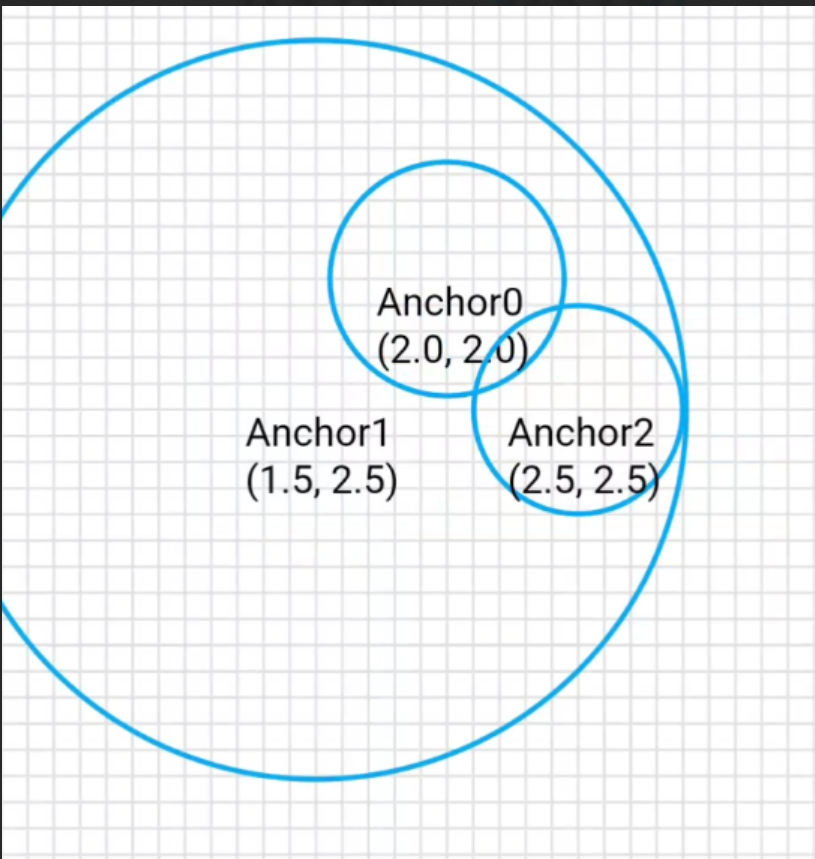 Anchor0
(2.0, 2.0)
Anchor1
(1.5, 2.5)
Anchor2
(2.5, 2.5)